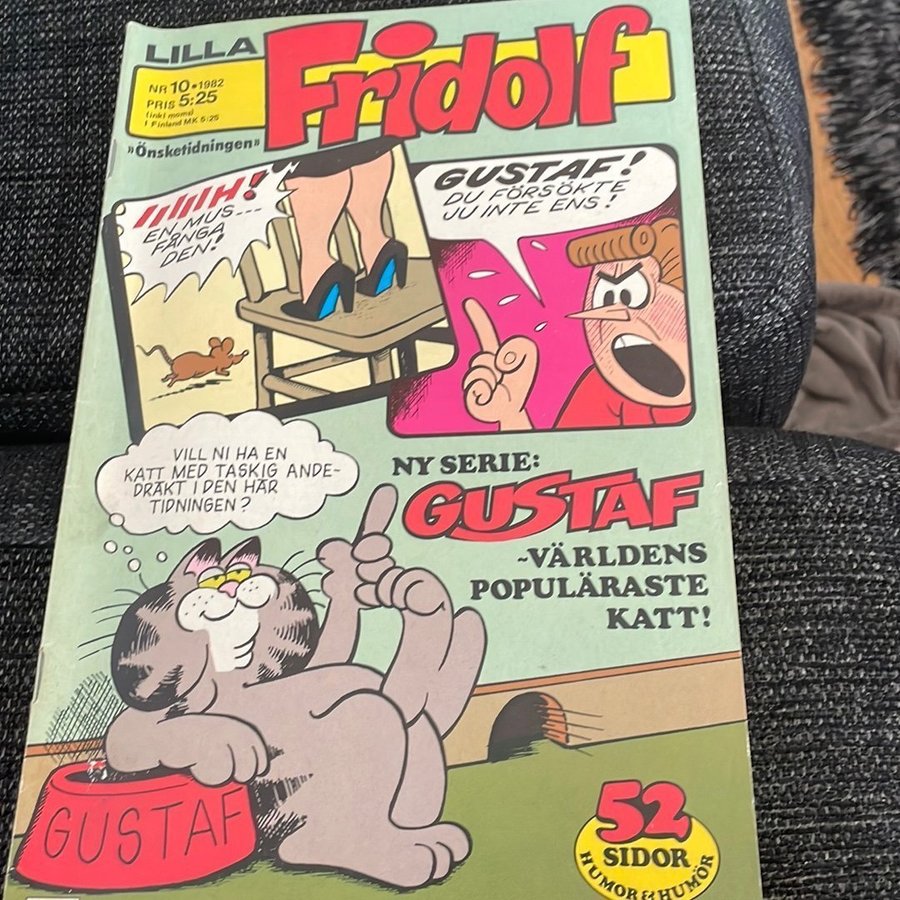 LILLA
Fridolf
NR 10 • 1982
PRIS 5:25
(inkl moms)
I Finland MK 6:25
»Önsketidningen»
IIIIIH!
EN MUS....
FÅNGA
DEN!
GUSTAF!
DU FÖRSÖKTE
JU INTE ENS!
VILL NI HA EN
KATT MED TASKIG ANDE-
DRÄKT I DEN HÄR
TIDNINGEN?
NY SERIE:
GUSTAF
-VÄRLDENS
POPULÄRASTE
KATT!
GUSTAF
52
SIDOR
HUMOR & HUMÖR